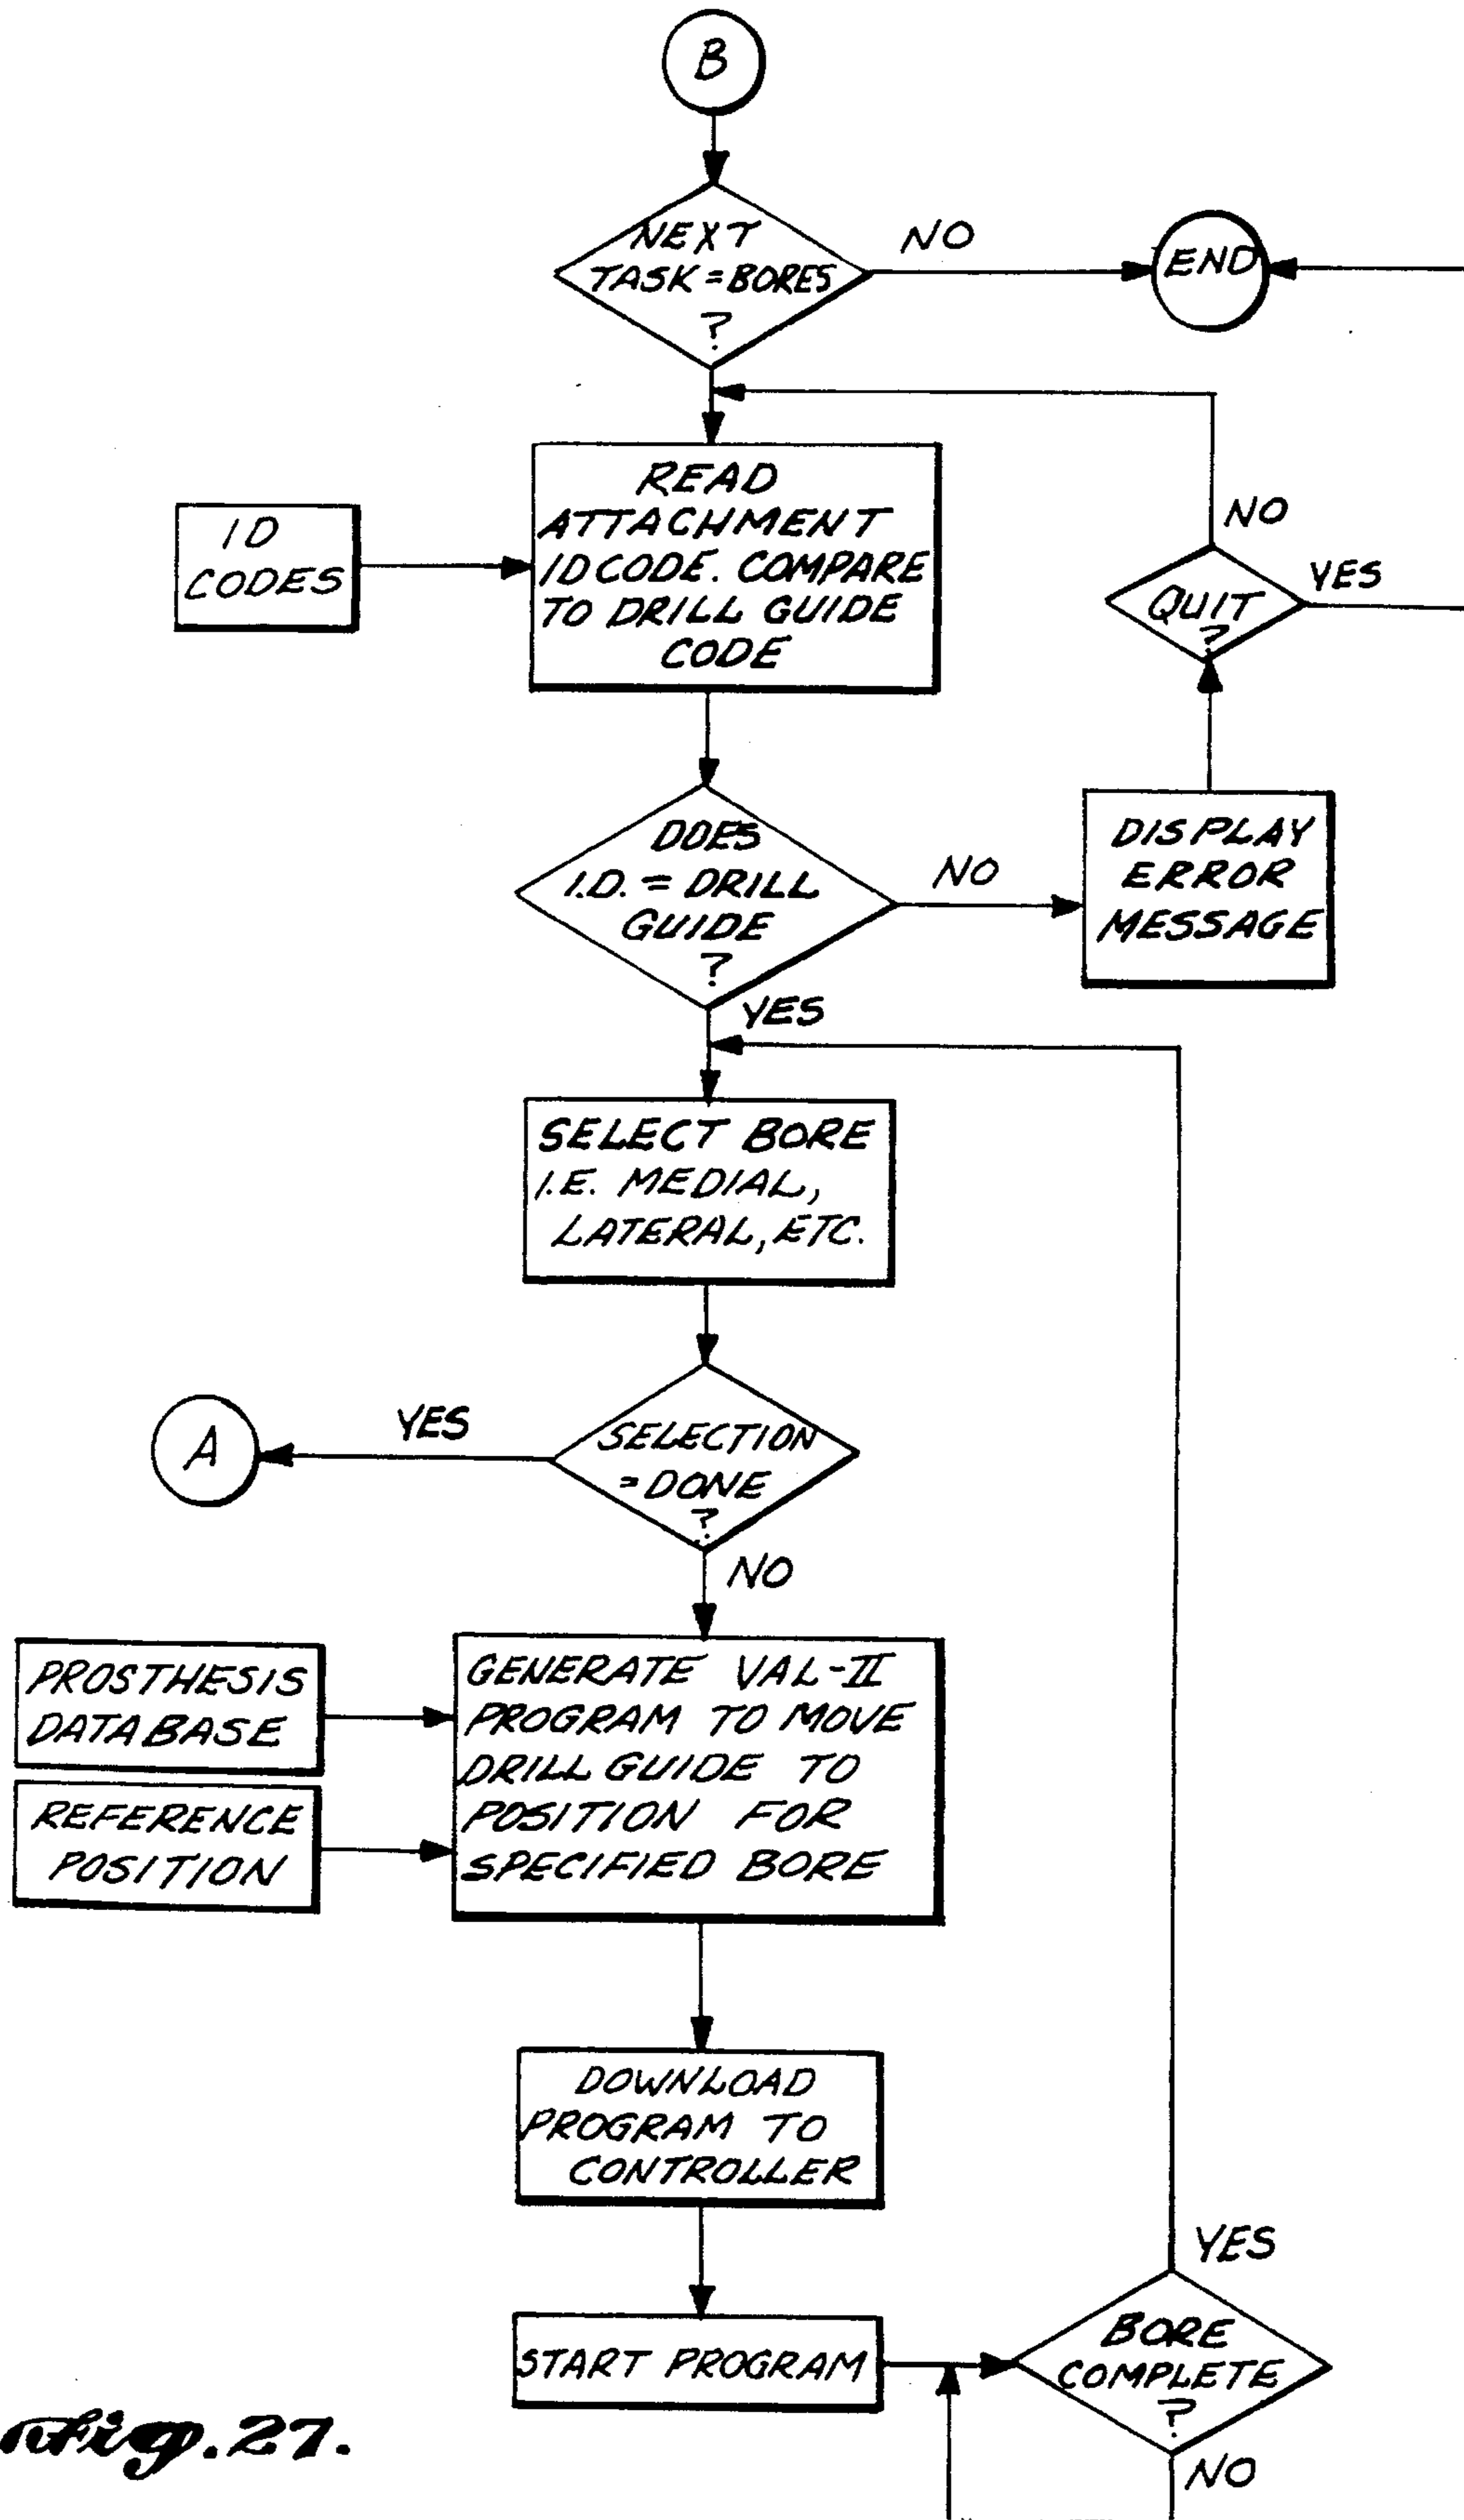 B
NEXT
TASK = BORES
?
NO
END
READ
ATTACHMENT
ID CODE. COMPARE
TO DRILL GUIDE
CODE
ID
CODES
NO
QUIT
?
YES
DOES
I.D. = DRILL
GUIDE
?
NO
DISPLAY
ERROR
MESSAGE
YES
SELECT BORE
I.E. MEDIAL,
LATERAL, ETC.
SELECTION
= DONE
?
YES
A
NO
PROSTHESIS
DATABASE
REFERENCE
POSITION
GENERATE VAL-II
PROGRAM TO MOVE
DRILL GUIDE TO
POSITION FOR
SPECIFIED BORE
DOWNLOAD
PROGRAM TO
CONTROLLER
START PROGRAM
YES
BORE
COMPLETE
?
NO
Fig. 27.